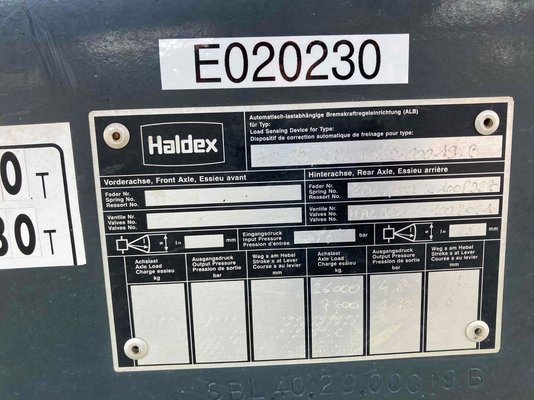 E020230
Haldex
Automatisch-lastabhängige Bremskraftregeleinrichtung (ALB)
für Typ:
Load Sensing Device for Type:
Dispositif de correction automatique de freinage pour type:
Vorderachse, Front Axle, Essieu avant
Hinterachse, Rear Axle, Essieu arrière
Feder Nr.
Spring No.
Ressort No.
Feder Nr.
Spring No.
Ressort No.
Ventile Nr.
Valves No.
Valves No.
Ventile Nr.
Valves No.
Valves No.
mm
Eingangsdruck
Input Pressure
Pression d'entrée
bar
mm
Achslast
Axle Load
Charge essieu
kg
Ausgangsdruck
Output Pressure
Pression de sortie
bar
Weg s am Hebel
Stroke s at Lever
Course s au levier
mm
Achslast
Axle Load
Charge essieu
kg
Ausgangsdruck
Output Pressure
Pression de sortie
bar
Weg s am Hebel
Stroke s at Lever
Course s au levier
mm
26000
0 T
30 T
SBL40.29.00019.B